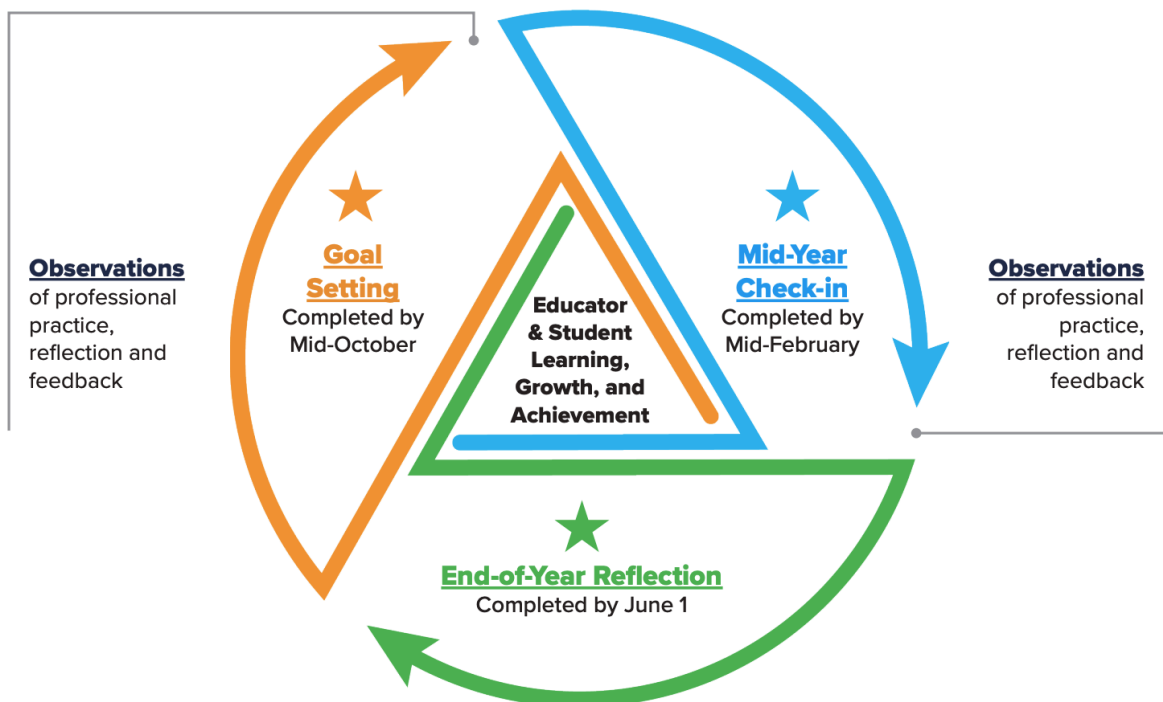 Observations
of professional
practice,
reflection and
feedback
Goal
Setting
Completed by
Mid-October
Educator
& Student
Learning,
Growth, and
Achievement
Mid-Year
Check-in
Completed by
Mid-February
Observations
of professional
practice,
reflection and
feedback
End-of-Year Reflection
Completed by June 1